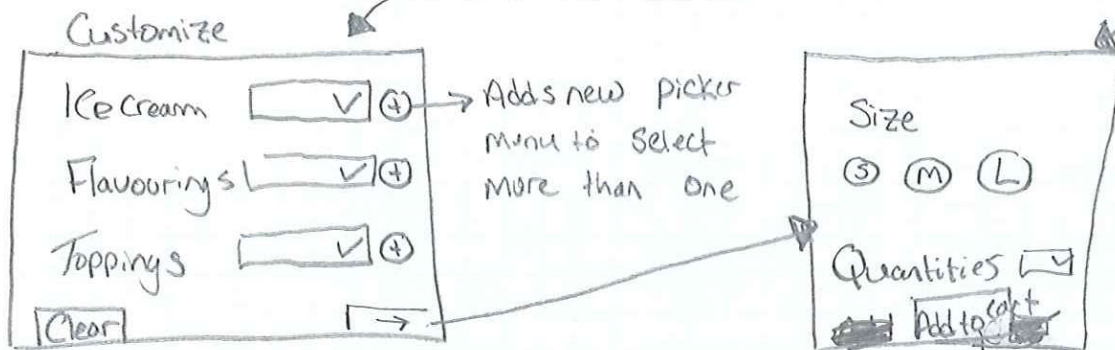 Customize
Ice cream
Adds new picker
menu to select
more than one
Flavourings
Toppings
Clear
Size
S M L
Quantities
Add to cart